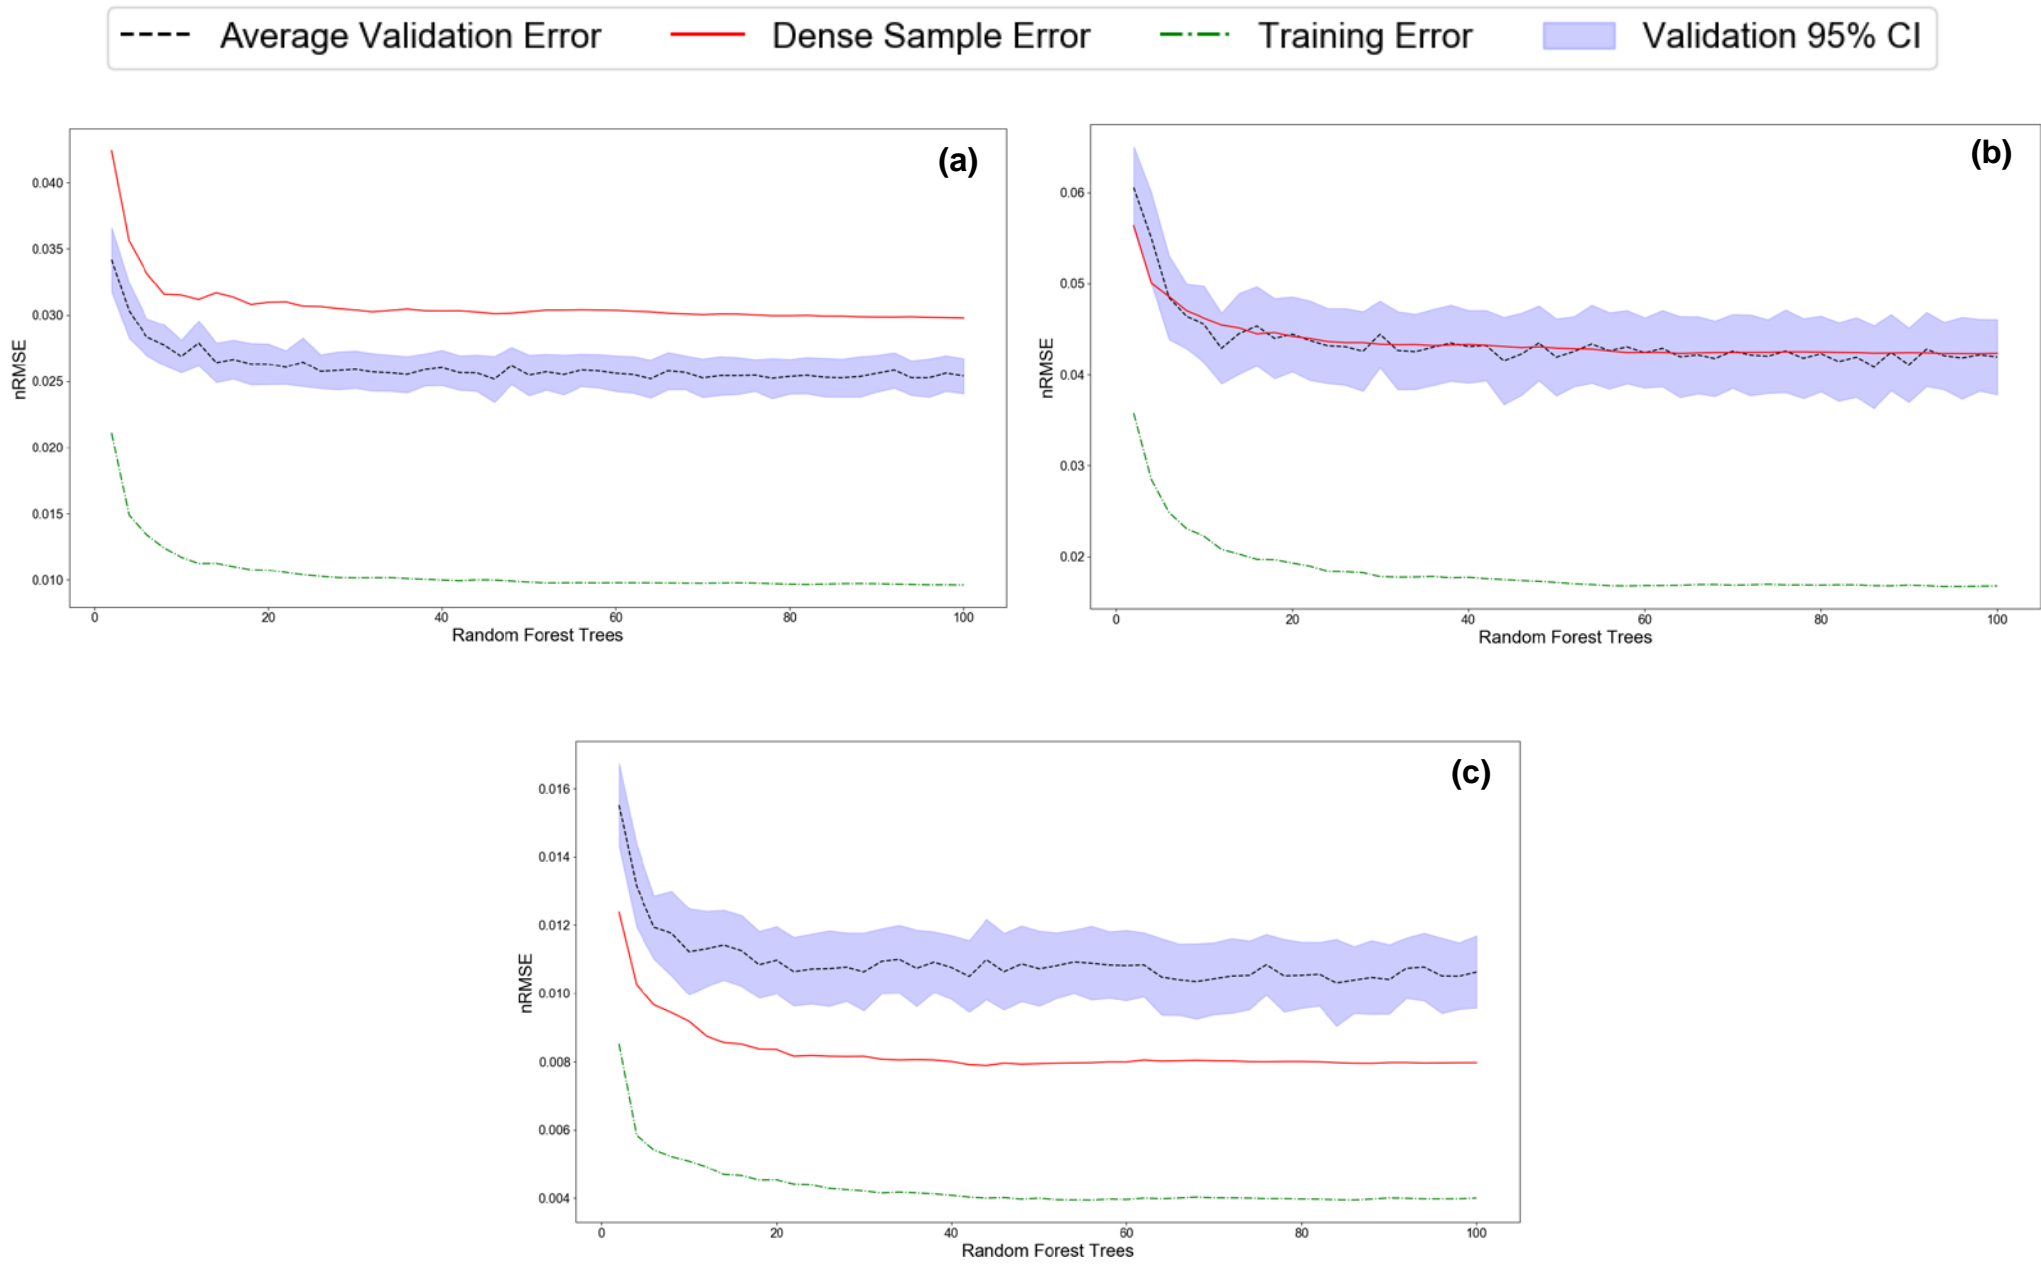 Average Validation Error Dense Sample Error Training Error Validation 95% CI
(a)
0.040
0.035
0.030
0.025
0.020
0.015
0.010
nRMSE
0 20 40 60 80 100
Random Forest Trees
(b)
0.06
0.05
0.04
0.03
0.02
nRMSE
0 20 40 60 80 100
Random Forest Trees
(c)
0.016
0.014
0.012
0.010
0.008
0.006
0.004
nRMSE
0 20 40 60 80 100
Random Forest Trees